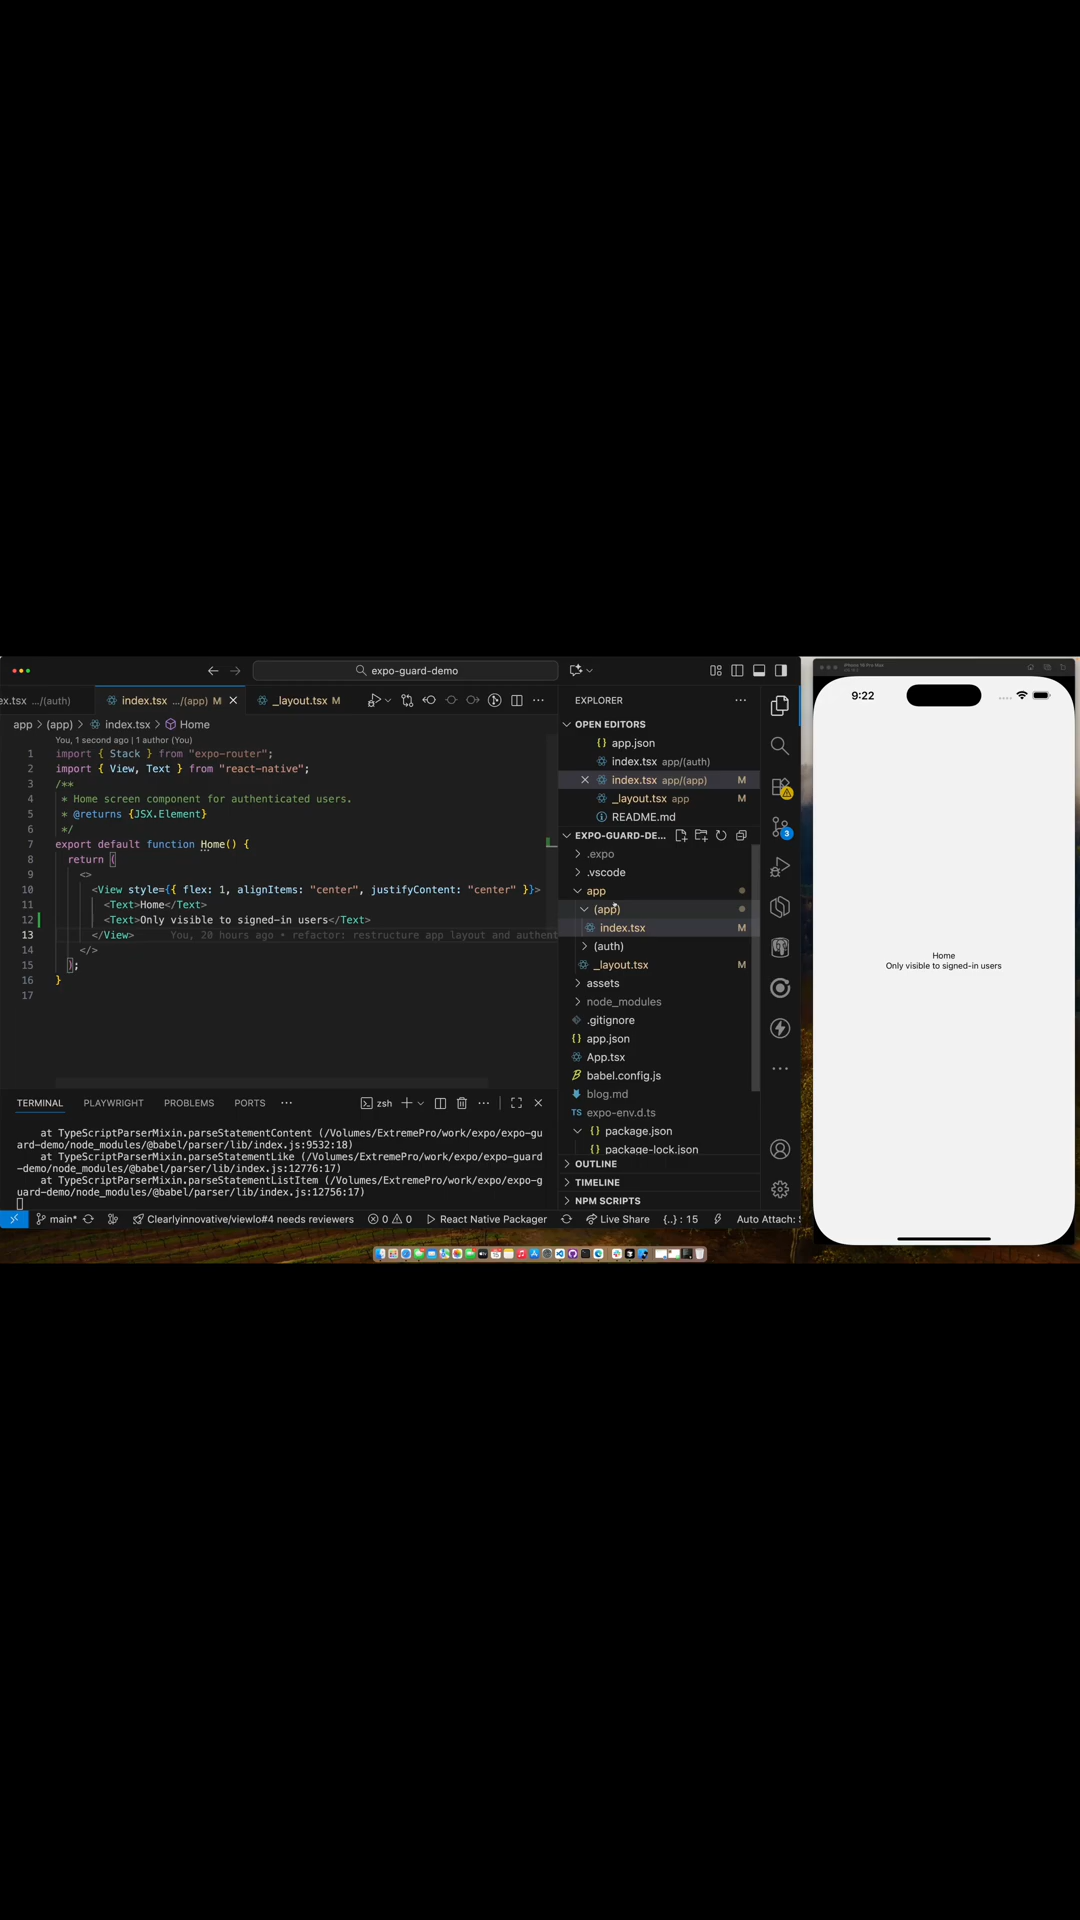 expo-guard-demo
ex.tsx .../(auth)
index.tsx .../(app) M
_layout.tsx M
app > (app) > index.tsx > Home
You, 1 second ago | 1 author (You)
1 import { Stack } from "expo-router";
2 import { View, Text } from "react-native";
3 /**
4 * Home screen component for authenticated users.
5 * @returns {JSX.Element}
6 */
7 export default function Home() {
8 return (
9 <>
10 <View style={{ flex: 1, alignItems: "center", justifyContent: "center" }}>
11 <Text>Home</Text>
12 <Text>Only visible to signed-in users</Text>
13 </View> You, 20 hours ago • refactor: restructure app layout and authent
14 </>
15 );
16 }
17
TERMINAL PLAYWRIGHT PROBLEMS PORTS ... zsh
at TypeScriptParserMixin.parseStatementContent (/Volumes/ExtremePro/work/expo/expo-gu
ard-demo/node_modules/@babel/parser/lib/index.js:9532:18)
at TypeScriptParserMixin.parseStatementLike (/Volumes/ExtremePro/work/expo/expo-guard
-demo/node_modules/@babel/parser/lib/index.js:12776:17)
at TypeScriptParserMixin.parseStatementListItem (/Volumes/ExtremePro/work/expo/expo-g
uard-demo/node_modules/@babel/parser/lib/index.js:12756:17)
EXPLORER
OPEN EDITORS
{} app.json
index.tsx app/(auth)
index.tsx app/(app) M
_layout.tsx app M
README.md
EXPO-GUARD-DE...
.expo
.vscode
app
(app)
index.tsx M
(auth)
_layout.tsx M
assets
node_modules
.gitignore
{} app.json
App.tsx
babel.config.js
blog.md
TS expo-env.d.ts
{} package.json
{} package-lock.json
OUTLINE
TIMELINE
NPM SCRIPTS
3
main* Clearlyinnovative/viewlo#4 needs reviewers 0 0 React Native Packager Live Share {..} : 15 Auto Attach:
iPhone 16 Pro Max
9:22
Home
Only visible to signed-in users